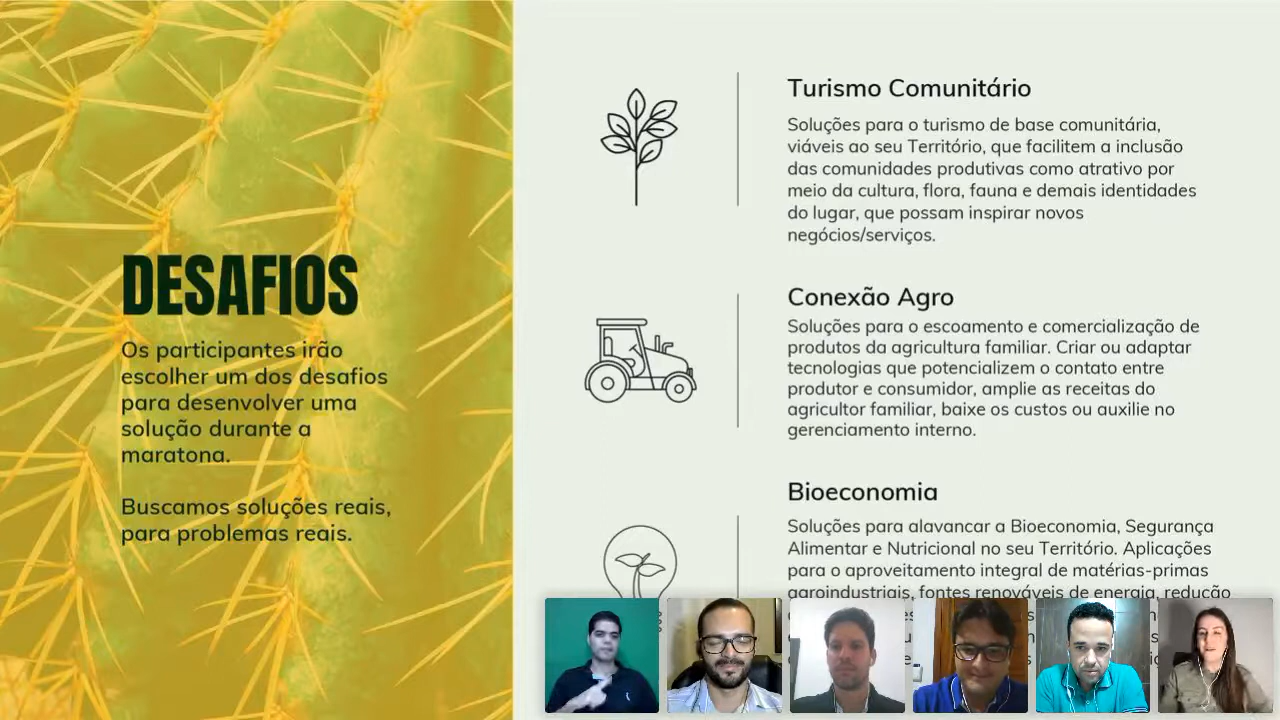 DESAFIOS
Os participantes irão
escolher um dos desafios
para desenvolver uma
solução durante a
maratona.
Buscamos soluções reais,
para problemas reais.
Turismo Comunitário
Soluções para o turismo de base comunitária,
viáveis ao seu Território, que facilitem a inclusão
das comunidades produtivas como atrativo por
meio da cultura, flora, fauna e demais identidades
do lugar, que possam inspirar novos
negócios/serviços.
Conexão Agro
Soluções para o escoamento e comercialização de
produtos da agricultura familiar. Criar ou adaptar
tecnologias que potencializem o contato entre
produtor e consumidor, amplie as receitas do
agricultor familiar, baixe os custos ou auxilie no
gerenciamento interno.
Bioeconomia
Soluções para alavancar a Bioeconomia, Segurança
Alimentar e Nutricional no seu Território. Aplicações
para o aproveitamento integral de matérias-primas
agroindustriais, fontes renováveis de energia, redução